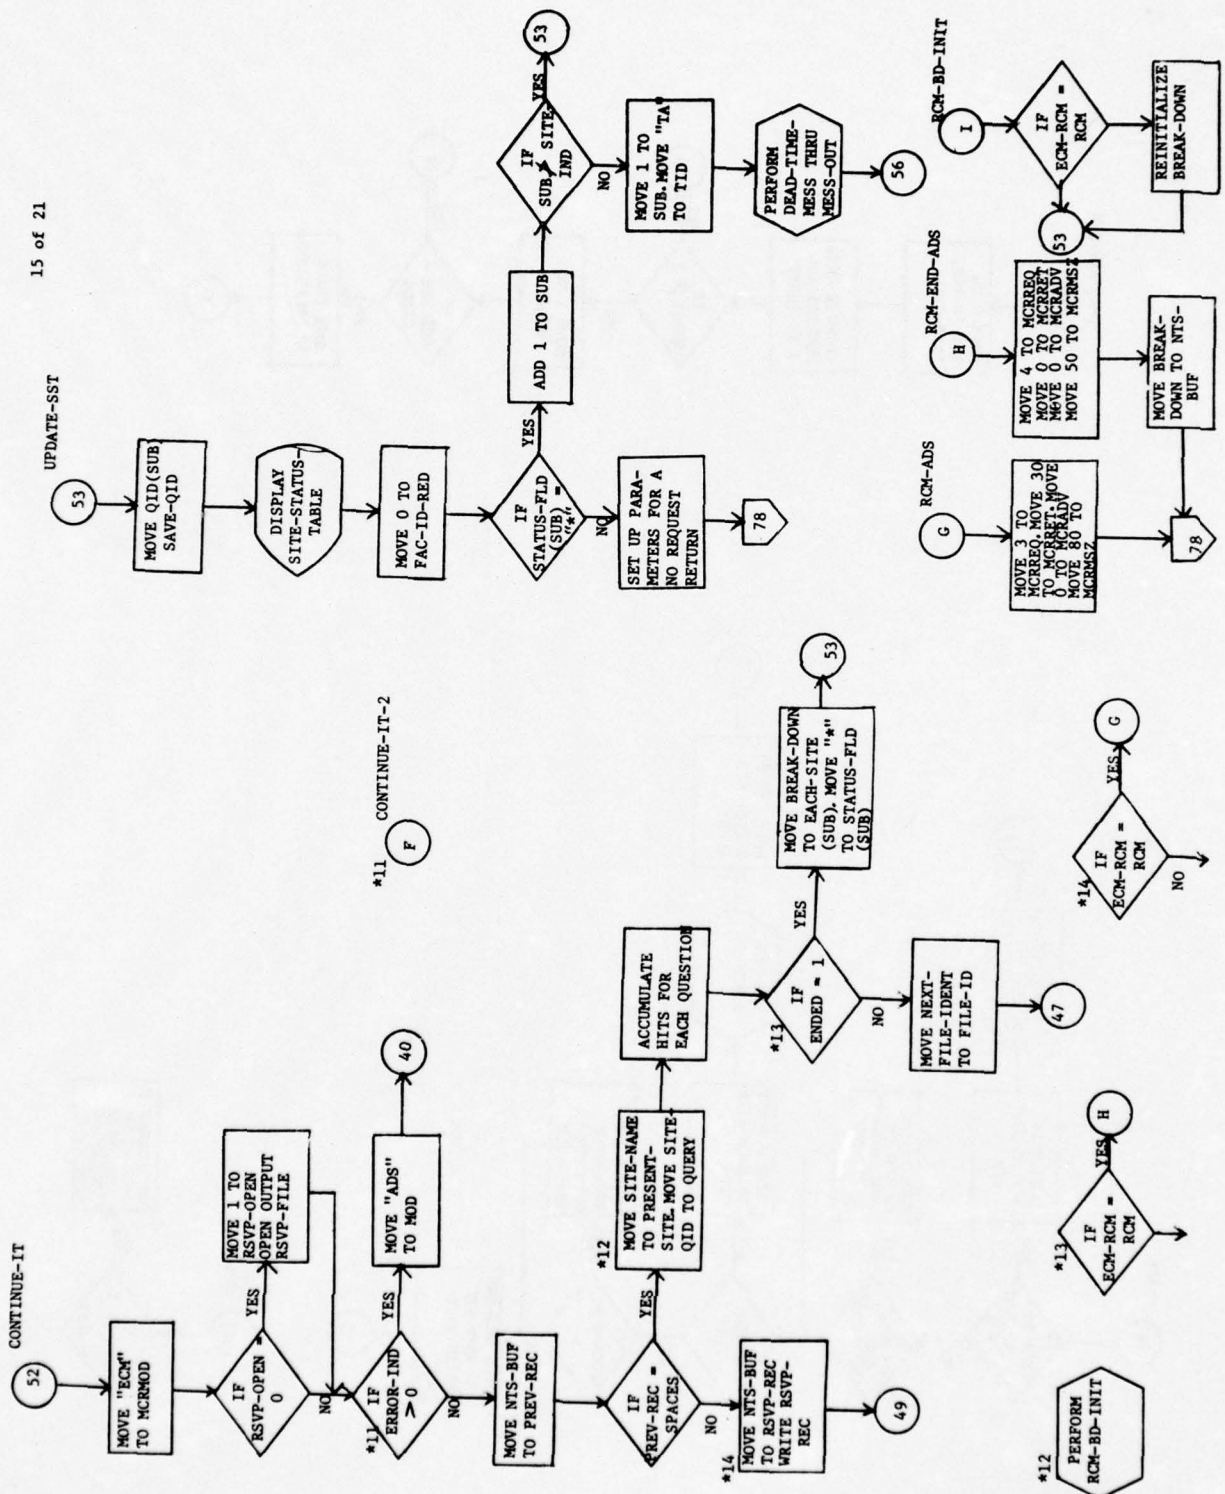 15 of 21
CONTINUE-IT
52
MOVE "ECM"
TO MCRMOD
IF
RSVP-OPEN =
0
YES
NO
MOVE 1 TO
RSVP-OPEN
OPEN OUTPUT
RSVP-FILE
*11
IF
ERROR-IND
> 0
YES
NO
MOVE "ADS"
TO MOD
40
MOVE NTS-BUF
TO PREV-REC
IF
PREV-REC =
SPACES
YES
NO
*14
MOVE NTS-BUF
TO RSVP-REC
WRITE RSVP-
REC
49
*12
MOVE SITE-NAME
TO PRESENT-
SITE.MOVE SITE-
QID TO QUERY
ACCUMULATE
HITS FOR
EACH QUESTION
*13
IF
ENDED = 1
YES
NO
MOVE BREAK-DOWN
TO EACH-SITE
(SUB). MOVE "*"
TO STATUS-FLD
(SUB)
53
MOVE NEXT-
FILE-IDENT
TO FILE-ID
47
*12
PERFORM
RCM-BD-INIT
*13
IF
ECM-RCM =
RCM
YES
H
*14
IF
ECM-RCM =
RCM
YES
NO
G
*11
CONTINUE-IT-2
F
UPDATE-SST
53
MOVE QID(SUB)
SAVE-QID
DISPLAY
SITE-STATUS-
TABLE
MOVE 0 TO
FAC-ID-RED
IF
STATUS-FLD
(SUB) =
"*"
YES
NO
ADD 1 TO SUB
IF
SUB > SITE-
IND
YES
NO
53
MOVE 1 TO
SUB.MOVE "TA"
TO TID
PERFORM
DEAD-TIME-
MESS THRU
MESS-OUT
56
SET UP PARA-
METERS FOR A
NO REQUEST
RETURN
78
RCM-ADS
G
MOVE 3 TO
MCRREQ.MOVE 30
TO MCRRET.MOVE
0 TO MCRADV
MOVE 80 TO
MCRMSZ
78
RCM-END-ADS
H
MOVE 4 TO MCRREQ
MOVE 0 TO MCRRET
MOVE 0 TO MCRADV
MOVE 50 TO MCRMSZ
MOVE BREAK-
DOWN TO NTS-
BUF
RCM-BD-INIT
I
IF
ECM-RCM =
RCM
53
REINITIALIZE
BREAK-DOWN